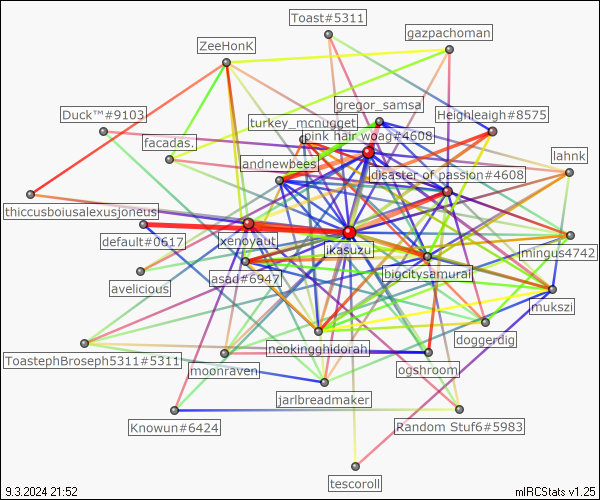 Toast#5311
gazpachoman
ZeeHonK
gregor_samsa
Heighleigh#8575
Duck™#9103
turkey_mcnugget
pink hair woag#4608
facadas.
andnewbees
lahnk
disaster of passion#4608
thiccusboiusalexusjoneus
default#0617
xenoyaut
ikasuzu
mingus4742
asad#6947
bigcitysamurai
avelicious
mukszi
doggerdig
neokingghidorah
ToastephBroseph5311#5311
moonraven
ogshroom
jarlbreadmaker
Knowun#6424
Random Stuf6#5983
tescoroll
9.3.2024 21:52
mIRCStats v1.25